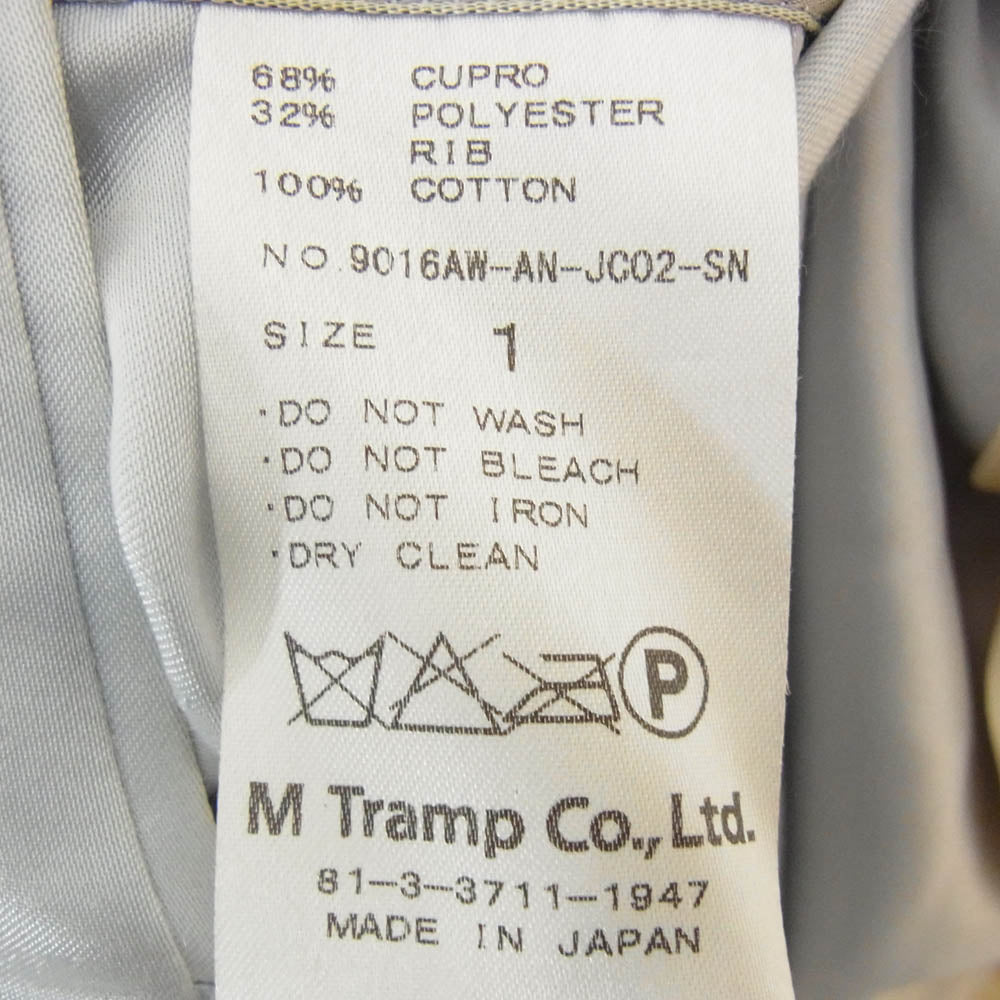 68% CUPRO
32% POLYESTER
RIB
100% COTTON
NO.9016AW-AN-JC02-SN
SIZE 1
・DO NOT WASH
・DO NOT BLEACH
・DO NOT IRON
・DRY CLEAN
P
M Tramp Co., Ltd.
81-3-3711-1947
MADE IN JAPAN